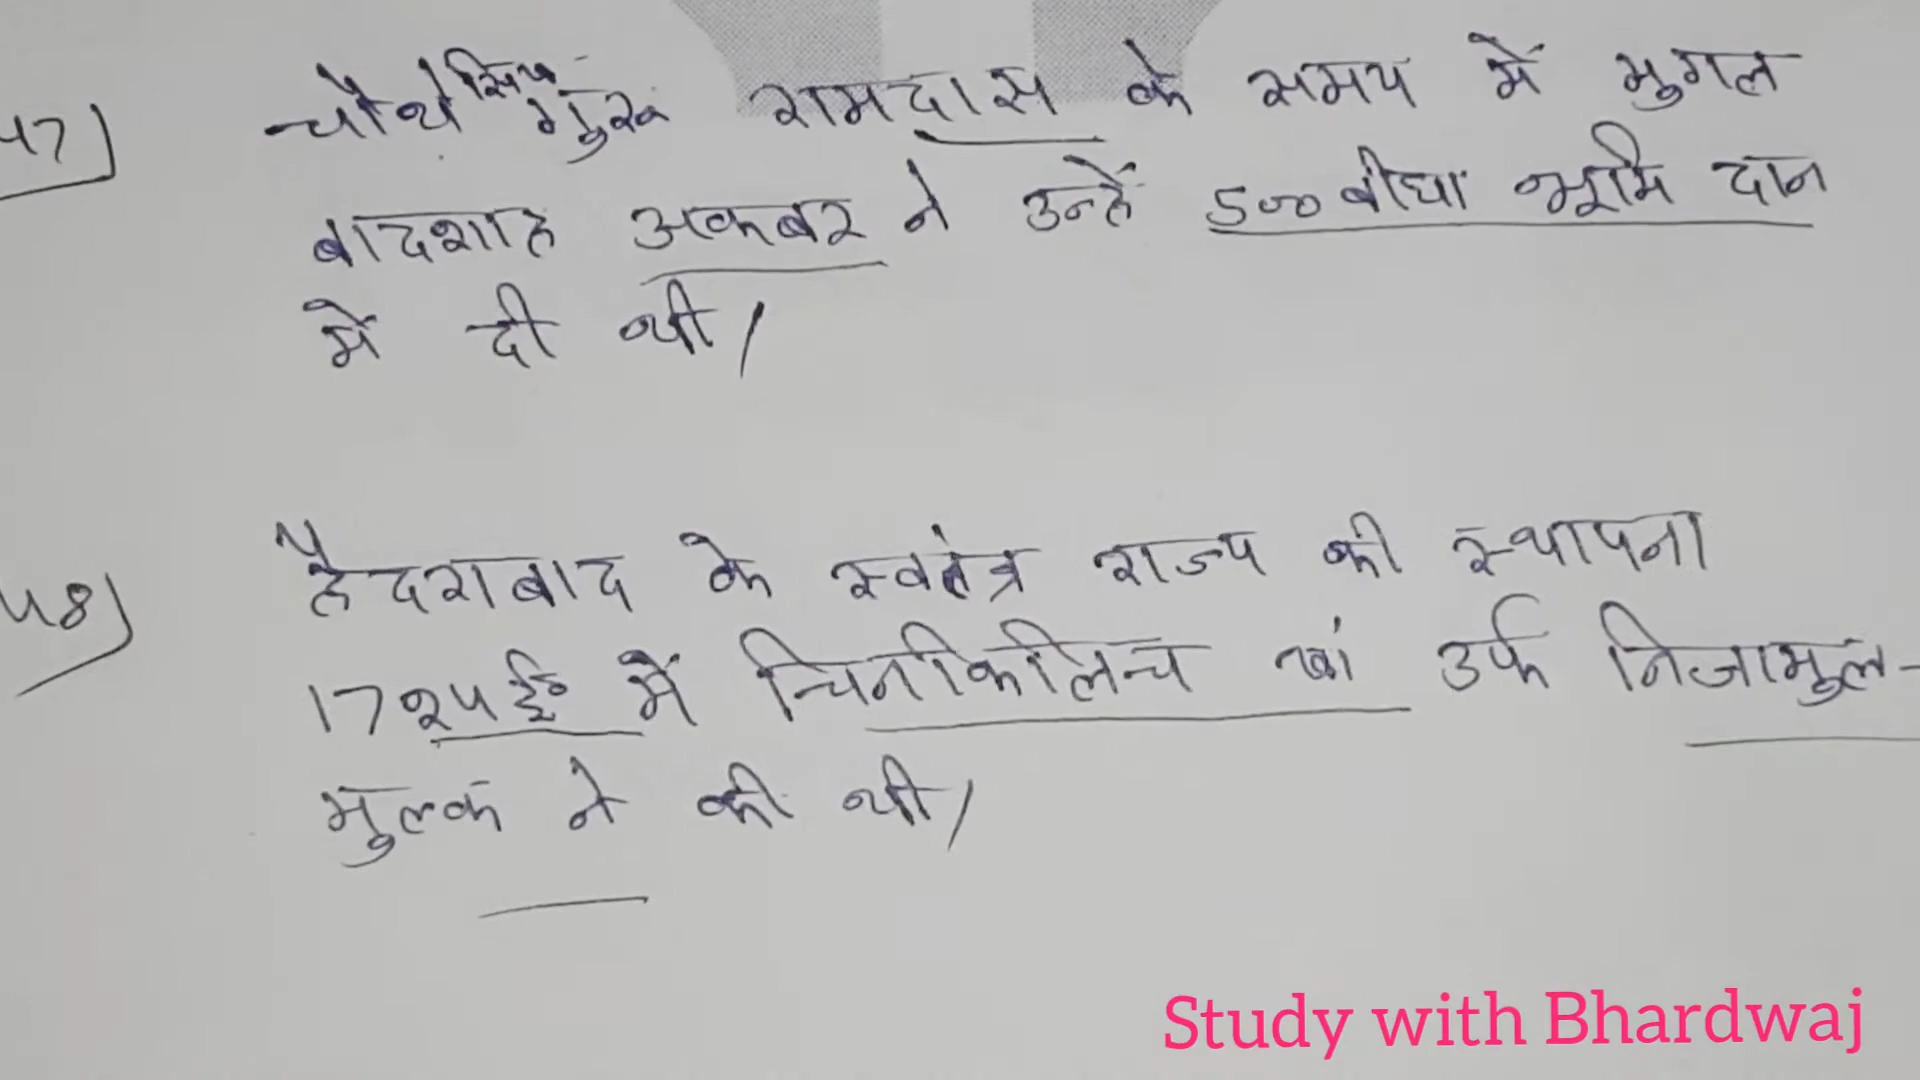 47) चौथे सिख गुरू रामदास के समय में मुगल
बादशाह अकबर ने उन्हें 500 बीघा भूमि दान
में दी थी।
48) हैदराबाद के स्वतंत्र राज्य की स्थापना
1724 ई० में चिनकिलिच खां उर्फ निजामुल-
मुल्क ने की थी।
Study with Bhardwaj